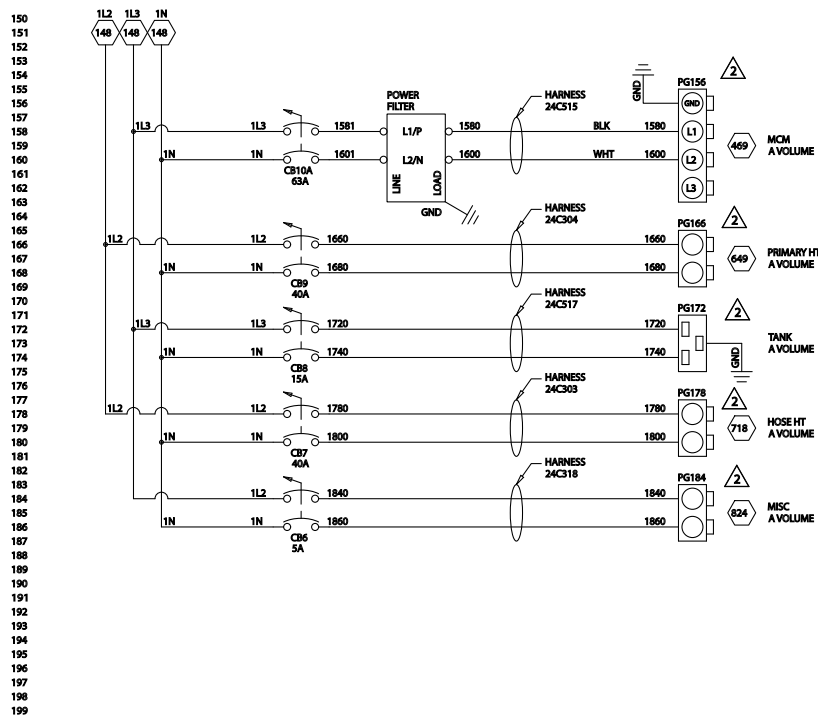 150 1L2 1L3 1N
151 148 148 148
152
153
154 2
155 PG156
156 POWER FILTER GND GND
157 HARNESS 24C515
158 1L3 1L3 1581 L1/P 1580 BLK 1580 L1
159 469 MCM A VOLUME
160 1N 1N 1601 L2/N 1600 WHT 1600 L2
161 CB10A 63A
162 LINE LOAD L3
163
164 GND HARNESS 24C304
165 PG166 2
166 1L2 1L2 1660 1660
167 649 PRIMARY HT A VOLUME
168 1N 1N 1680 1680
169 CB9 40A
170 HARNESS 24C517
171 PG172 2
172 1L3 1L3 1720 1720
173 TANK A VOLUME
174 1N 1N 1740 1740 GND
175 CB8 15A
176 HARNESS 24C303
177 PG178 2
178 1L2 1L2 1780 1780
179 718 HOSE HT A VOLUME
180 1N 1N 1800 1800
181 CB7 40A
182 HARNESS 24C318
183 PG184 2
184 1L2 1840 1840
185 824 MISC A VOLUME
186 1N 1N 1860 1860
187 CB6 5A
188
189
190
191
192
193
194
195
196
197
198
199